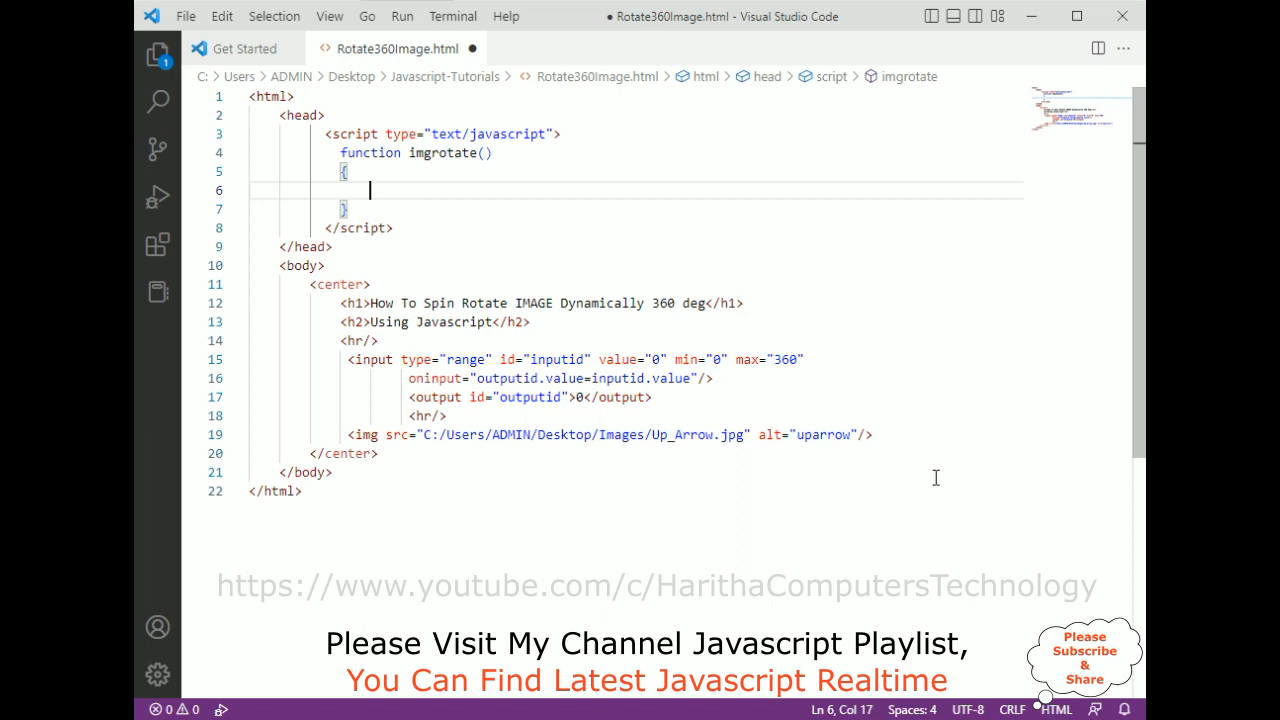 File Edit Selection View Go Run Terminal Help ● Rotate360Image.html - Visual Studio Code
Get Started <> Rotate360Image.html ●
C: > Users > ADMIN > Desktop > Javascript-Tutorials > <> Rotate360Image.html > html > head > script > imgrotate
1 <html>
2 <head>
3 <script type="text/javascript">
4 function imgrotate()
5 {
6
7 }
8 </script>
9 </head>
10 <body>
11 <center>
12 <h1>How To Spin Rotate IMAGE Dynamically 360 deg</h1>
13 <h2>Using Javascript</h2>
14 <hr/>
15 <input type="range" id="inputid" value="0" min="0" max="360"
16 oninput="outputid.value=inputid.value"/>
17 <output id="outputid">0</output>
18 <hr/>
19 <img src="C:/Users/ADMIN/Desktop/Images/Up_Arrow.jpg" alt="uparrow"/>
20 </center>
21 </body>
22 </html>
1
https://www.youtube.com/c/HarithaComputersTechnology
Please Visit My Channel Javascript Playlist,
You Can Find Latest Javascript Realtime
Please
Subscribe
&
Share
0 0 Ln 6, Col 17 Spaces: 4 UTF-8 CRLF HTML